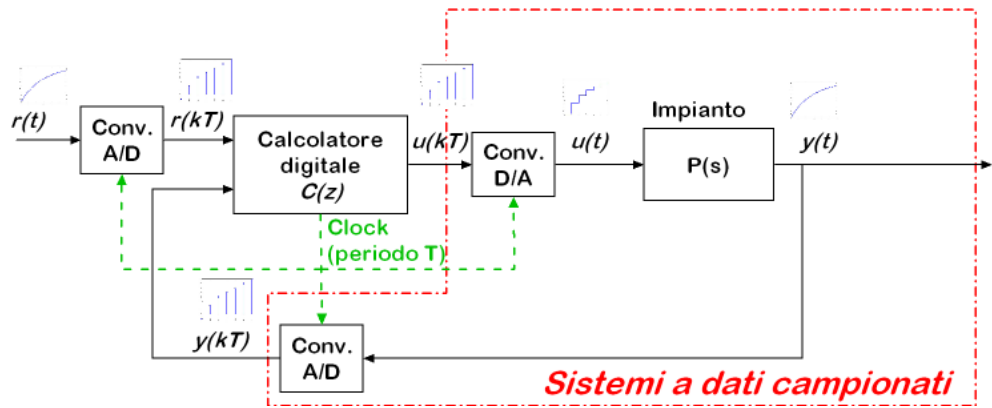 r(t)
Conv.
A/D
r(kT)
Calcolatore
digitale
C(z)
u(kT)
Conv.
D/A
u(t)
Impianto
P(s)
y(t)
Clock
(periodo T)
y(kT)
Conv.
A/D
Sistemi a dati campionati